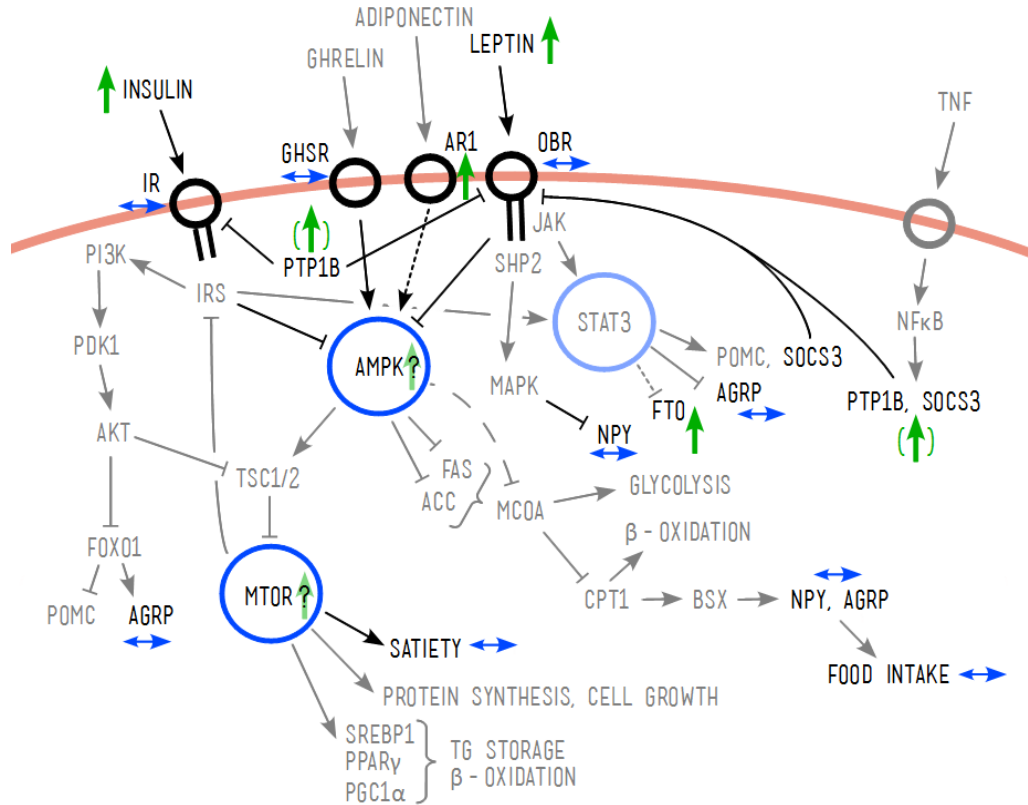 ADIPONECTIN
LEPTIN
GHRELIN
INSULIN
TNF
GHSR
AR1
OBR
IR
JAK
PI3K
PTP1B
SHP2
( )
IRS
STAT3
NFκB
PDK1
AMPK ?
MAPK
POMC, SOCS3
AGRP
FTO
PTP1B, SOCS3
( )
AKT
NPY
TSC1/2
FAS
ACC
MCOA
GLYCOLYSIS
β - OXIDATION
FOXO1
MTOR ?
CPT1
BSX
NPY, AGRP
POMC
AGRP
SATIETY
FOOD INTAKE
PROTEIN SYNTHESIS, CELL GROWTH
SREBP1
PPARγ
PGC1α
TG STORAGE
β - OXIDATION